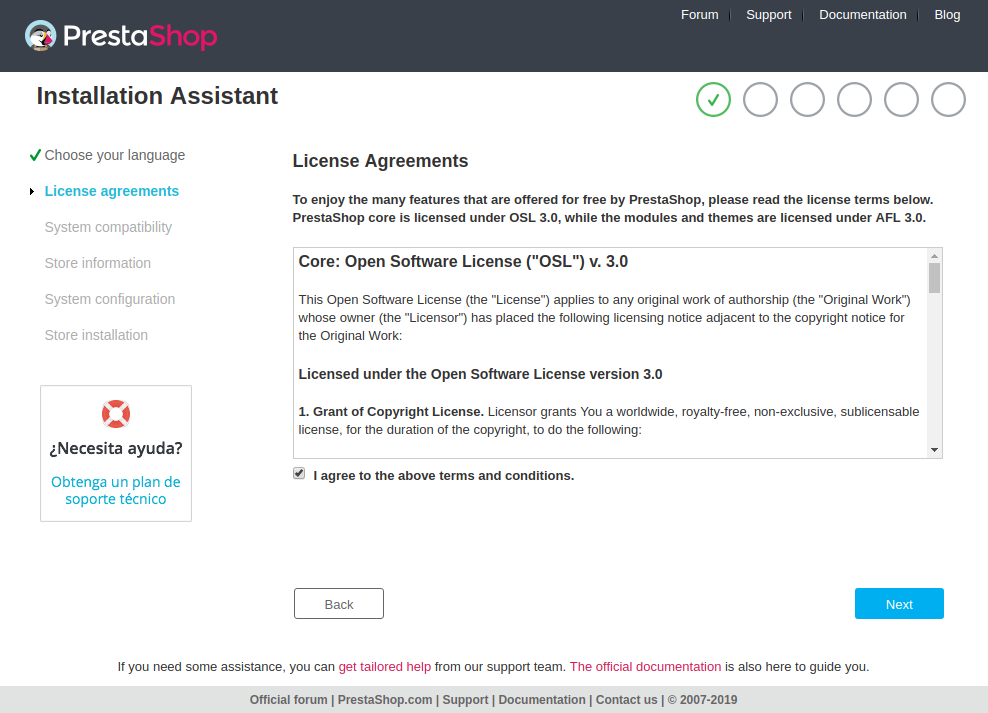 Forum
Support
Documentation
Blog
PrestaShop
Installation Assistant
Choose your language
License agreements
System compatibility
Store information
System configuration
Store installation
¿Necesita ayuda?
Obtenga un plan de
soporte técnico
License Agreements
To enjoy the many features that are offered for free by PrestaShop, please read the license terms below.
PrestaShop core is licensed under OSL 3.0, while the modules and themes are licensed under AFL 3.0.
Core: Open Software License ("OSL") v. 3.0
This Open Software License (the "License") applies to any original work of authorship (the "Original Work")
whose owner (the "Licensor") has placed the following licensing notice adjacent to the copyright notice for
the Original Work:
Licensed under the Open Software License version 3.0
1. Grant of Copyright License. Licensor grants You a worldwide, royalty-free, non-exclusive, sublicensable
license, for the duration of the copyright, to do the following:
I agree to the above terms and conditions.
Back
Next
If you need some assistance, you can get tailored help from our support team. The official documentation is also here to guide you.
Official forum | PrestaShop.com | Support | Documentation | Contact us | © 2007-2019